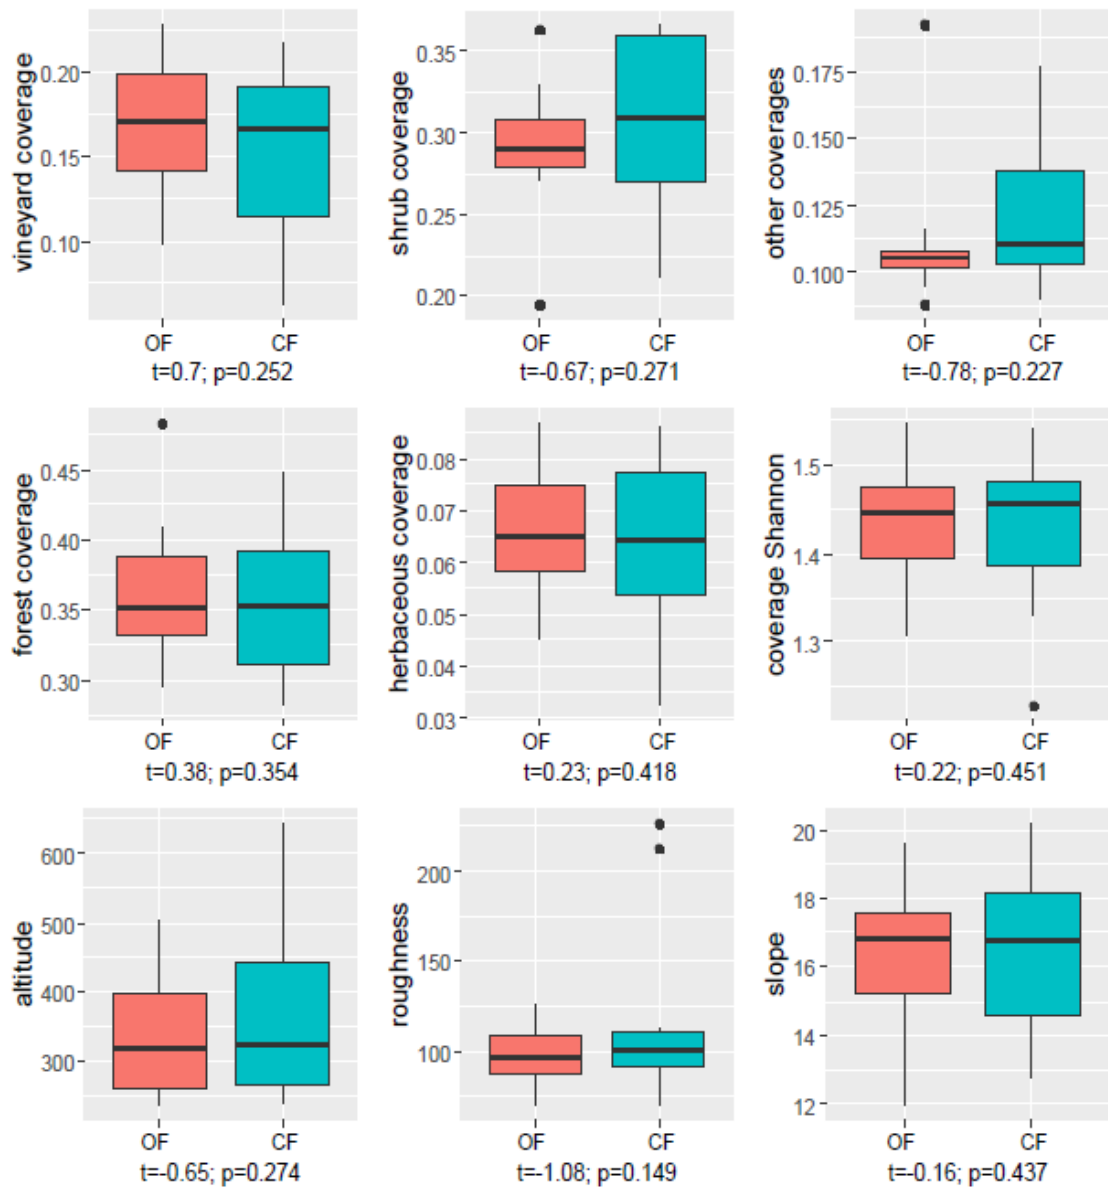 vineyard coverage
0.20
0.15
0.10
OF CF
t=0.7; p=0.252
shrub coverage
0.35
0.30
0.25
0.20
OF CF
t=-0.67; p=0.271
other coverages
0.175
0.150
0.125
0.100
OF CF
t=-0.78; p=0.227
forest coverage
0.45
0.40
0.35
0.30
OF CF
t=0.38; p=0.354
herbaceous coverage
0.08
0.07
0.06
0.05
0.04
0.03
OF CF
t=0.23; p=0.418
coverage Shannon
1.5
1.4
1.3
OF CF
t=0.22; p=0.451
altitude
600
500
400
300
OF CF
t=-0.65; p=0.274
roughness
200
150
100
OF CF
t=-1.08; p=0.149
slope
20
18
16
14
12
OF CF
t=-0.16; p=0.437